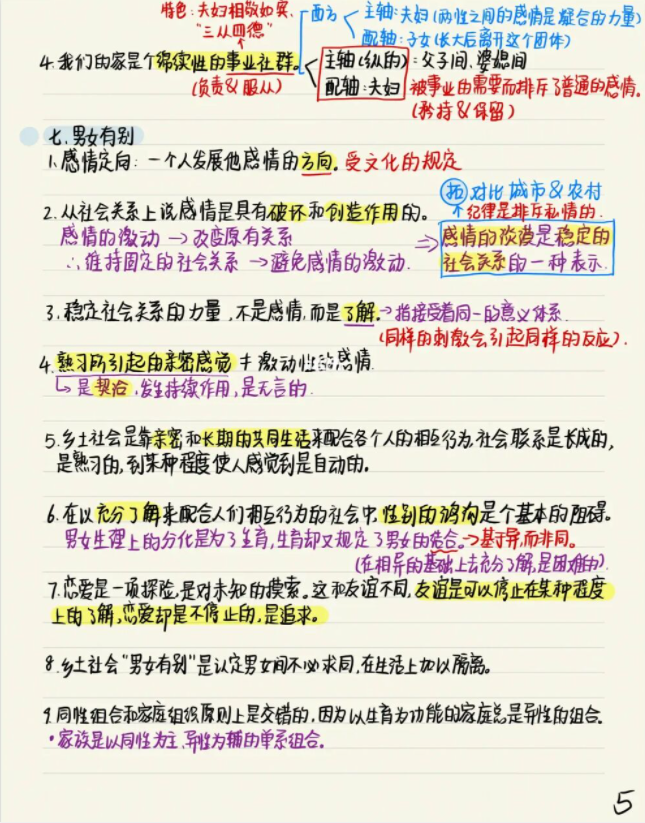 特色：夫妇相敬如宾、
"三从四德"
西方
主轴：夫妇（两性之间的感情是凝合的力量）
配轴：子女（长大后离开这个团体）
4.我们的家是个绵续性的事业社群。
（负责&服从）
主轴（纵的）：父子间、婆媳间
配轴：夫妇
被事业的需要而排斥了普通的感情。
（矜持&保留）
七、男女有别
1.感情定向：一个人发展他感情的方向。受文化的规定
拓 对比城市&农村
2.从社会关系上说感情是具有破坏和创造作用的。
纪律是排斥私情的.
感情的激动→改变原有关系
∴维持固定的社会关系→避免感情的激动.
⇒感情的淡漠是稳定的
社会关系的一种表示.
3.稳定社会关系的力量,不是感情,而是了解.→指接受着同一的意义体系.
（同样的刺激会引起同样的反应）.
4.熟习所引起的亲密感觉≠激动性的感情.
↳是契洽,发生持续作用,是无言的.
5.乡土社会是靠亲密和长期的共同生活来配合各个人的相互行为,社会联系是长成的,
是熟习的,到某种程度使人感觉到是自动的。
6.在以充分了解来配合人们相互行为的社会中,性别的鸿沟是个基本的阻碍。
男女生理上的分化是为了生育,生育却又规定了男女的结合.→基于异,而非同。
（在相异的基础上去充分了解,是困难的）.
7.恋爱是一项探险,是对未知的摸索。这和友谊不同,友谊是可以停止在某种程度
上的了解,恋爱却是不停止的,是追求。
8.乡土社会"男女有别"是认定男女间不必求同,在生活上加以隔离。
9.同性组合和家庭组织原则上是交错的,因为以生育为功能的家庭总是异性的组合。
·家族是以同性为主、异性为辅的单系组合。
5